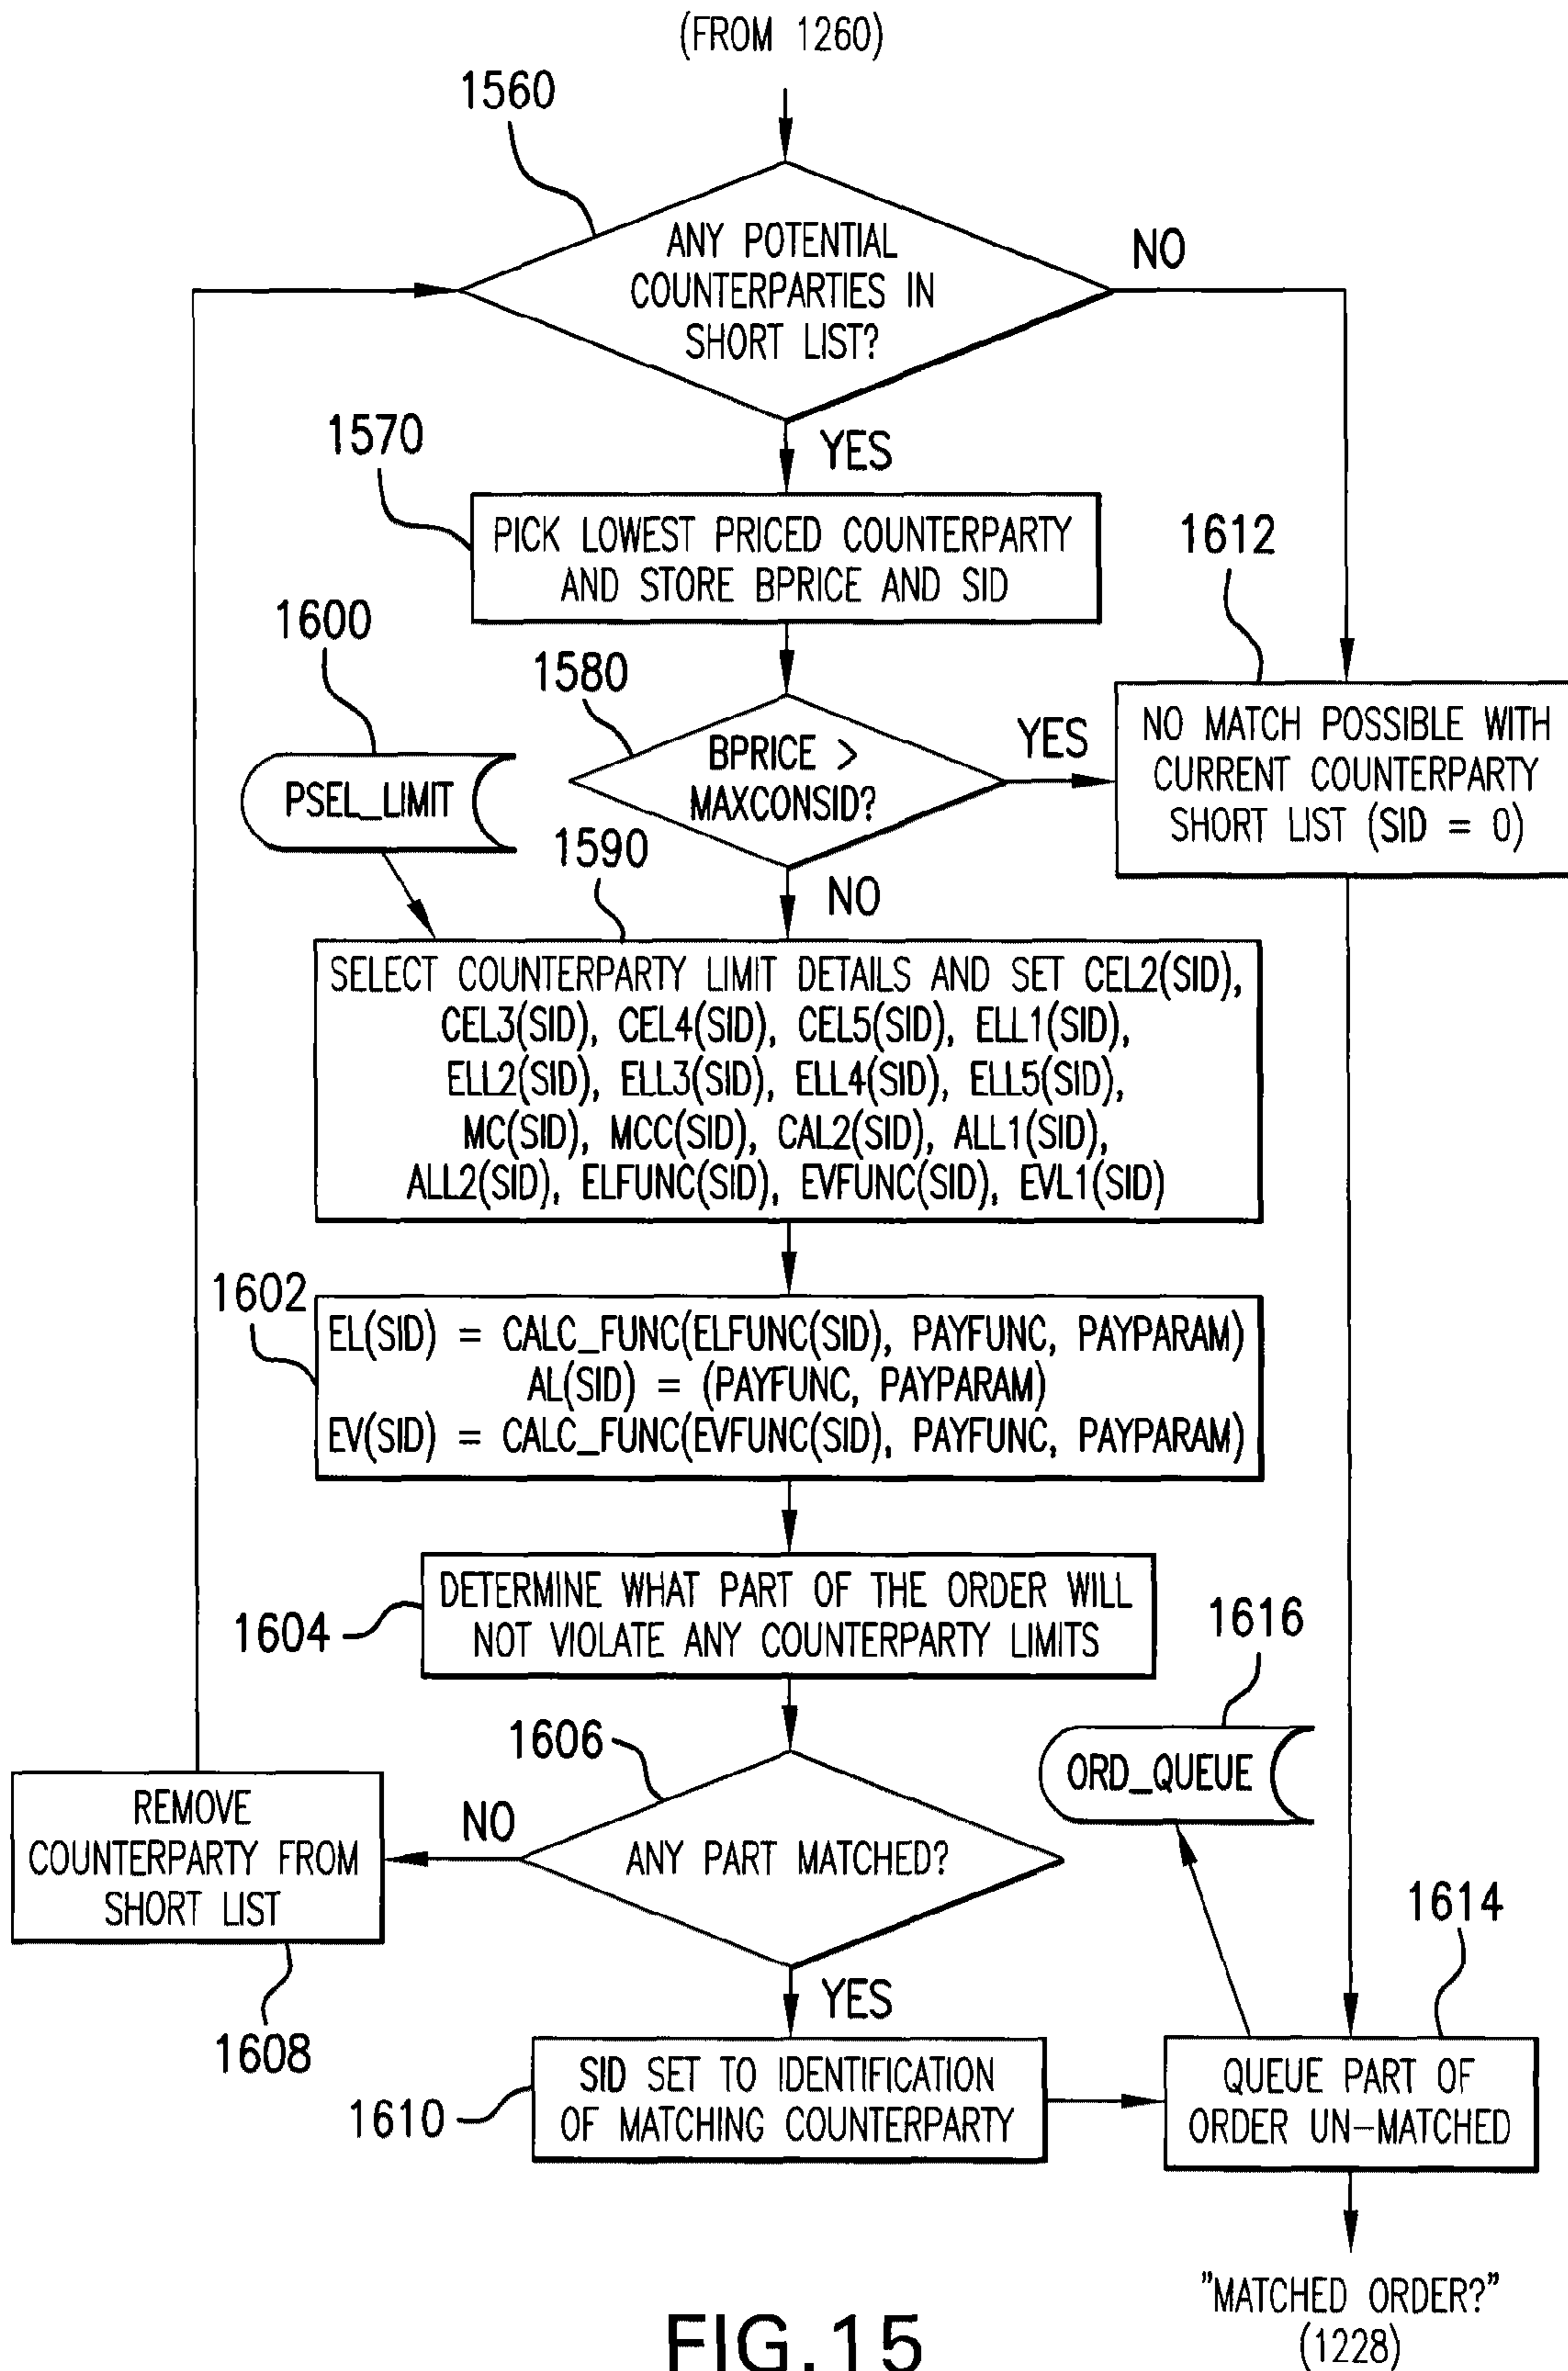 (FROM 1260)
1560
ANY POTENTIAL
COUNTERPARTIES IN
SHORT LIST?
NO
YES
1570
PICK LOWEST PRICED COUNTERPARTY
AND STORE BPRICE AND SID
1612
NO MATCH POSSIBLE WITH
CURRENT COUNTERPARTY
SHORT LIST (SID = 0)
1600
PSEL_LIMIT
1580
BPRICE >
MAXCONSID?
YES
NO
1590
SELECT COUNTERPARTY LIMIT DETAILS AND SET CEL2(SID),
CEL3(SID), CEL4(SID), CEL5(SID), ELL1(SID),
ELL2(SID), ELL3(SID), ELL4(SID), ELL5(SID),
MC(SID), MCC(SID), CAL2(SID), ALL1(SID),
ALL2(SID), ELFUNC(SID), EVFUNC(SID), EVL1(SID)
1602
EL(SID) = CALC_FUNC(ELFUNC(SID), PAYFUNC, PAYPARAM)
AL(SID) = (PAYFUNC, PAYPARAM)
EV(SID) = CALC_FUNC(EVFUNC(SID), PAYFUNC, PAYPARAM)
1604
DETERMINE WHAT PART OF THE ORDER WILL
NOT VIOLATE ANY COUNTERPARTY LIMITS
1616
ORD_QUEUE
1606
ANY PART MATCHED?
NO
YES
REMOVE
COUNTERPARTY FROM
SHORT LIST
1608
1610
SID SET TO IDENTIFICATION
OF MATCHING COUNTERPARTY
1614
QUEUE PART OF
ORDER UN-MATCHED
"MATCHED ORDER?"
(1228)
FIG.15